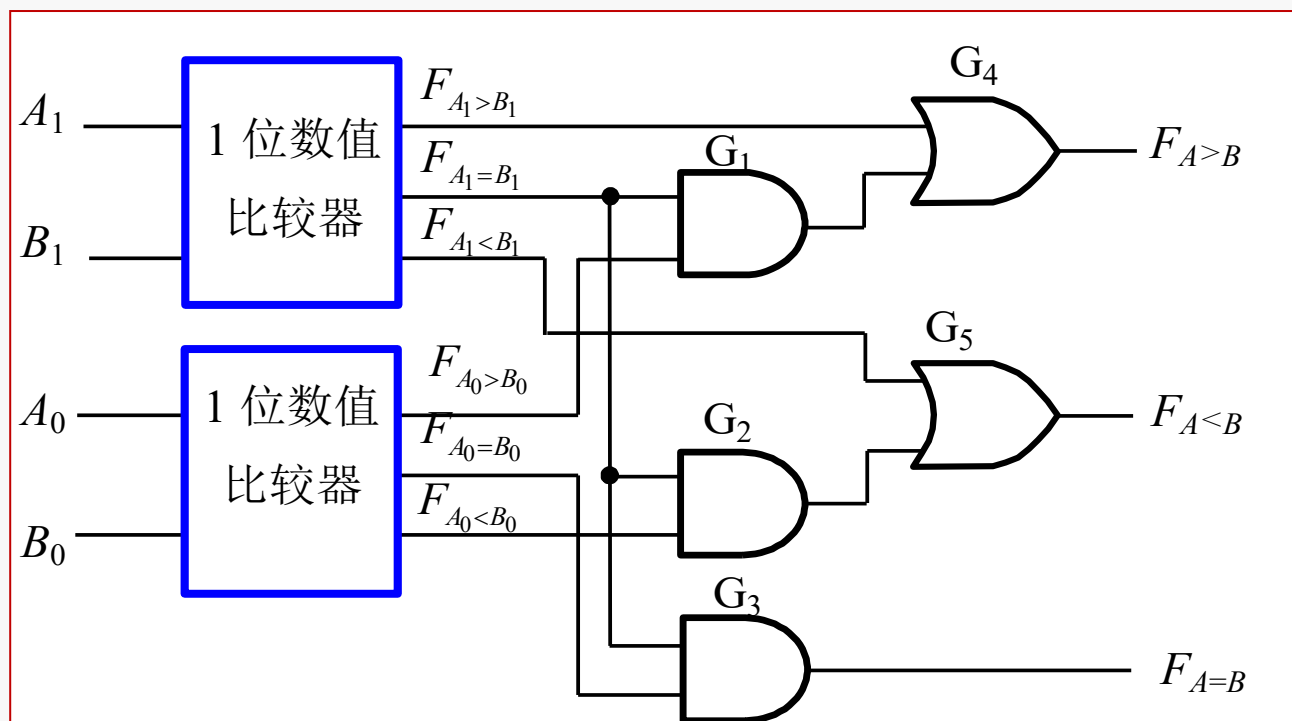 G₄
F_{A₁>B₁}
A₁
1 位数值
比较器
F_{A₁=B₁}
G₁
F_{A>B}
B₁
F_{A₁<B₁}
G₅
F_{A₀>B₀}
A₀
1 位数值
比较器
F_{A₀=B₀}
G₂
F_{A<B}
F_{A₀<B₀}
B₀
G₃
F_{A=B}